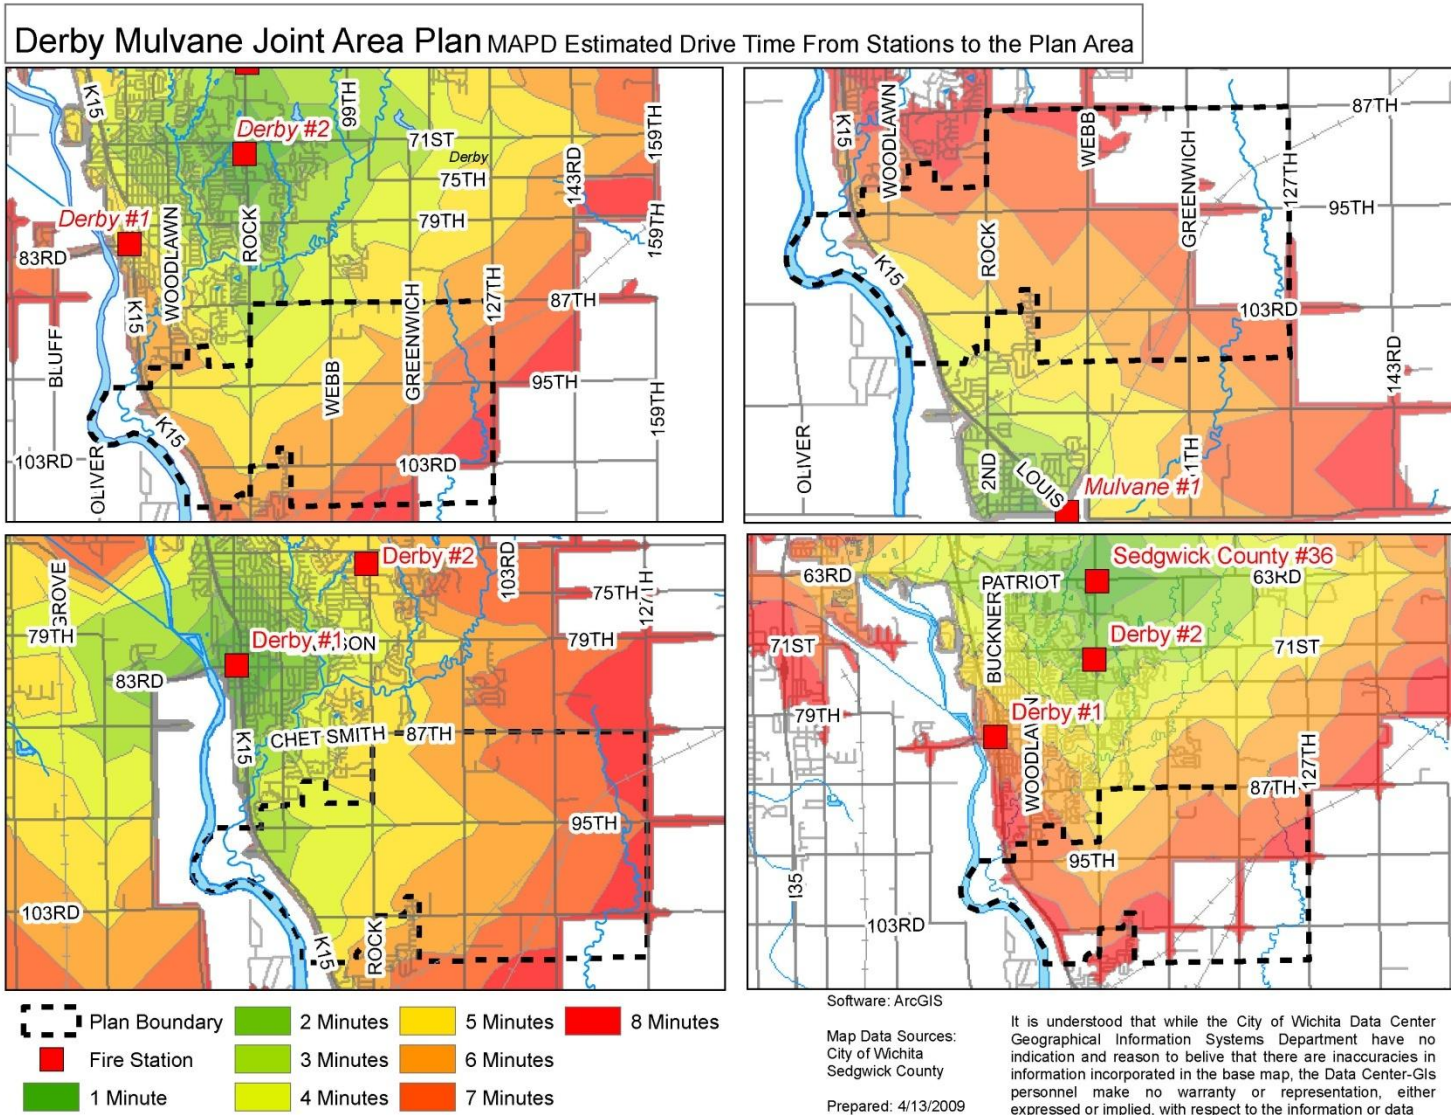 Derby Mulvane Joint Area Plan MAPD Estimated Drive Time From Stations to the Plan Area
K15
99TH
Derby #2
71ST
159TH
Derby
75TH
143RD
Derby #1
WOODLAWN
ROCK
79TH
159TH
83RD
K15
GREENWICH
127TH
87TH
BLUFF
WEBB
95TH
159TH
K15
103RD
OLIVER
103RD
K15
WOODLAWN
WEBB
87TH
GREENWICH
127TH
95TH
ROCK
K15
103RD
143RD
OLIVER
2ND
LOUIS
Mulvane #1
GROVE
Derby #2
103RD
75TH
127TH
79TH
Derby #1
79TH
83RD
K15
CHET SMITH
87TH
95TH
103RD
K15
ROCK
63RD
PATRIOT
Sedgwick County #36
63RD
BUCKNER
Derby #2
71ST
71ST
79TH
Derby #1
WOODLAWN
127TH
87TH
95TH
I35
103RD
Plan Boundary
Fire Station
1 Minute
2 Minutes
3 Minutes
4 Minutes
5 Minutes
6 Minutes
7 Minutes
8 Minutes
Software: ArcGIS
Map Data Sources:
City of Wichita
Sedgwick County
Prepared: 4/13/2009
It is understood that while the City of Wichita Data Center
Geographical Information Systems Department have no
indication and reason to belive that there are inaccuracies in
information incorporated in the base map, the Data Center-GIs
personnel make no warranty or representation, either
expressed or implied, with respect to the information or data